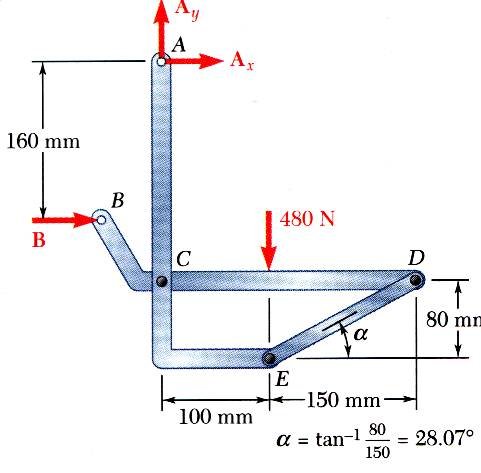 A_y
A
A_x
160 mm
B
B
480 N
C
D
80 mm
α
E
150 mm
100 mm
α = tan⁻¹ 80/150 = 28.07°